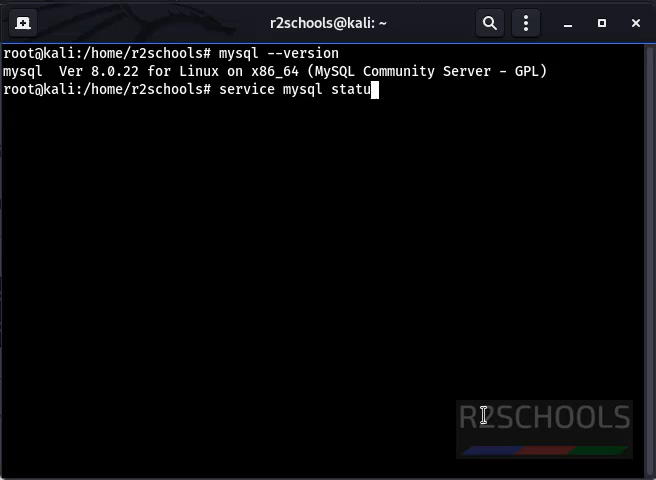 r2schools@kali: ~
root@kali:/home/r2schools# mysql --version
mysql  Ver 8.0.22 for Linux on x86_64 (MySQL Community Server - GPL)
root@kali:/home/r2schools# service mysql statu
R2SCHOOLS